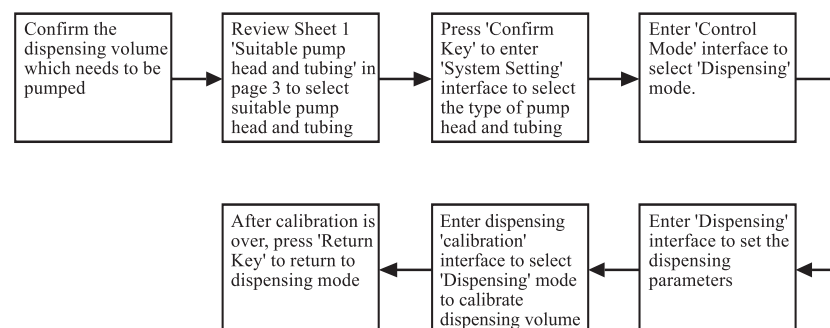 Confirm the
dispensing volume
which needs to be
pumped
Review Sheet 1
'Suitable pump
head and tubing' in
page 3 to select
suitable pump
head and tubing
Press 'Confirm
Key' to enter
'System Setting'
interface to select
the type of pump
head and tubing
Enter 'Control
Mode' interface to
select 'Dispensing'
mode.
Enter 'Dispensing'
interface to set the
dispensing
parameters
Enter dispensing
'calibration'
interface to select
'Dispensing' mode
to calibrate
dispensing volume
After calibration is
over, press 'Return
Key' to return to
dispensing mode